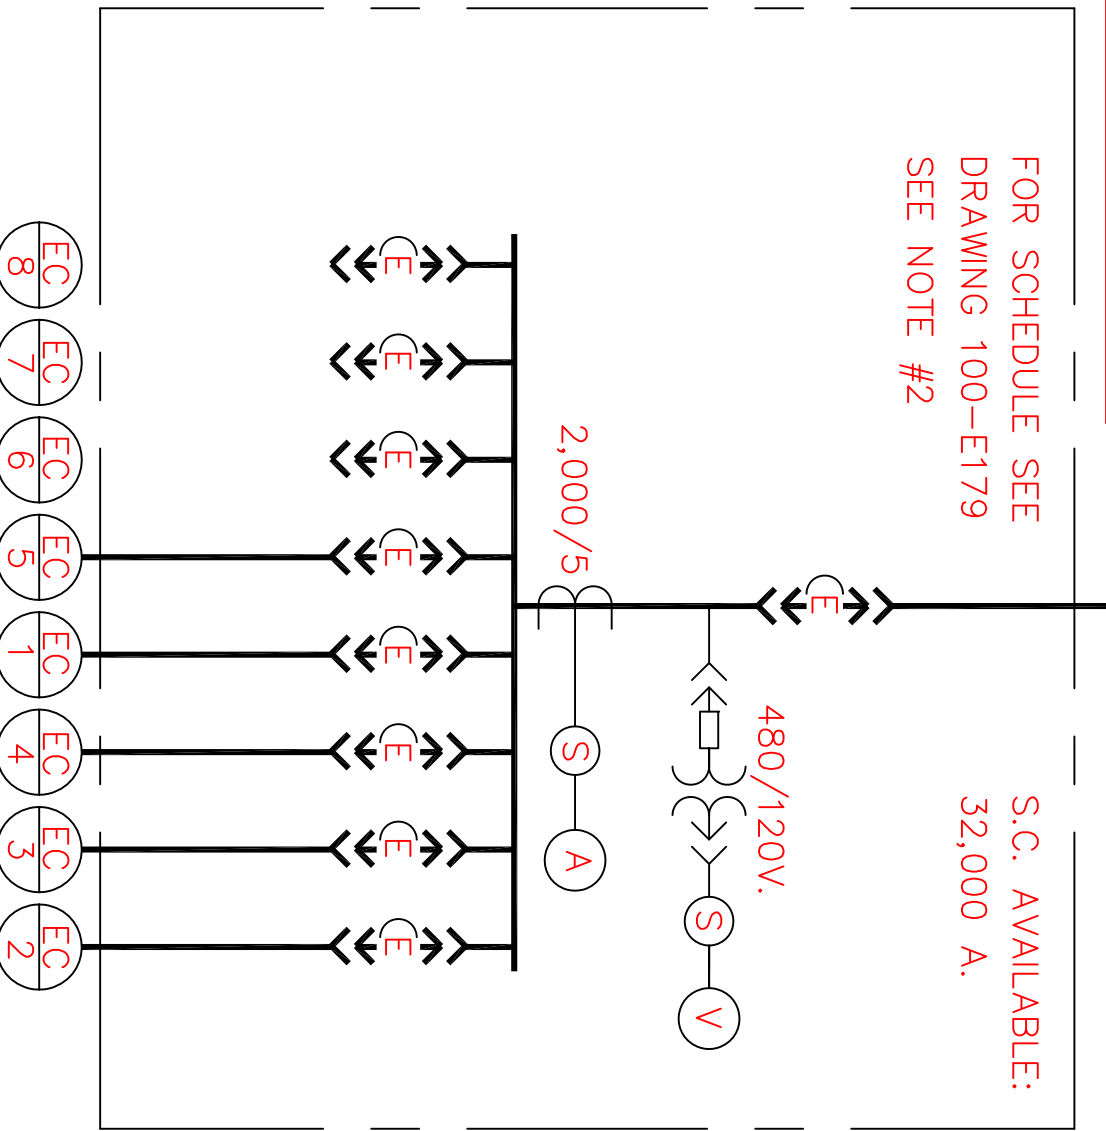 FOR SCHEDULE SEE
DRAWING 100-E179
SEE NOTE #2
S.C. AVAILABLE:
32,000 A.
E
480/120V.
S
V
2,000/5
S
A
E
E
E
E
E
E
E
E
EC
8
EC
7
EC
6
EC
5
EC
1
EC
4
EC
3
EC
2